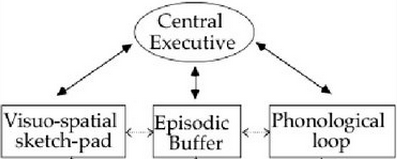 Central
Executive
Visuo-spatial
sketch-pad
Episodic
Buffer
Phonological
loop